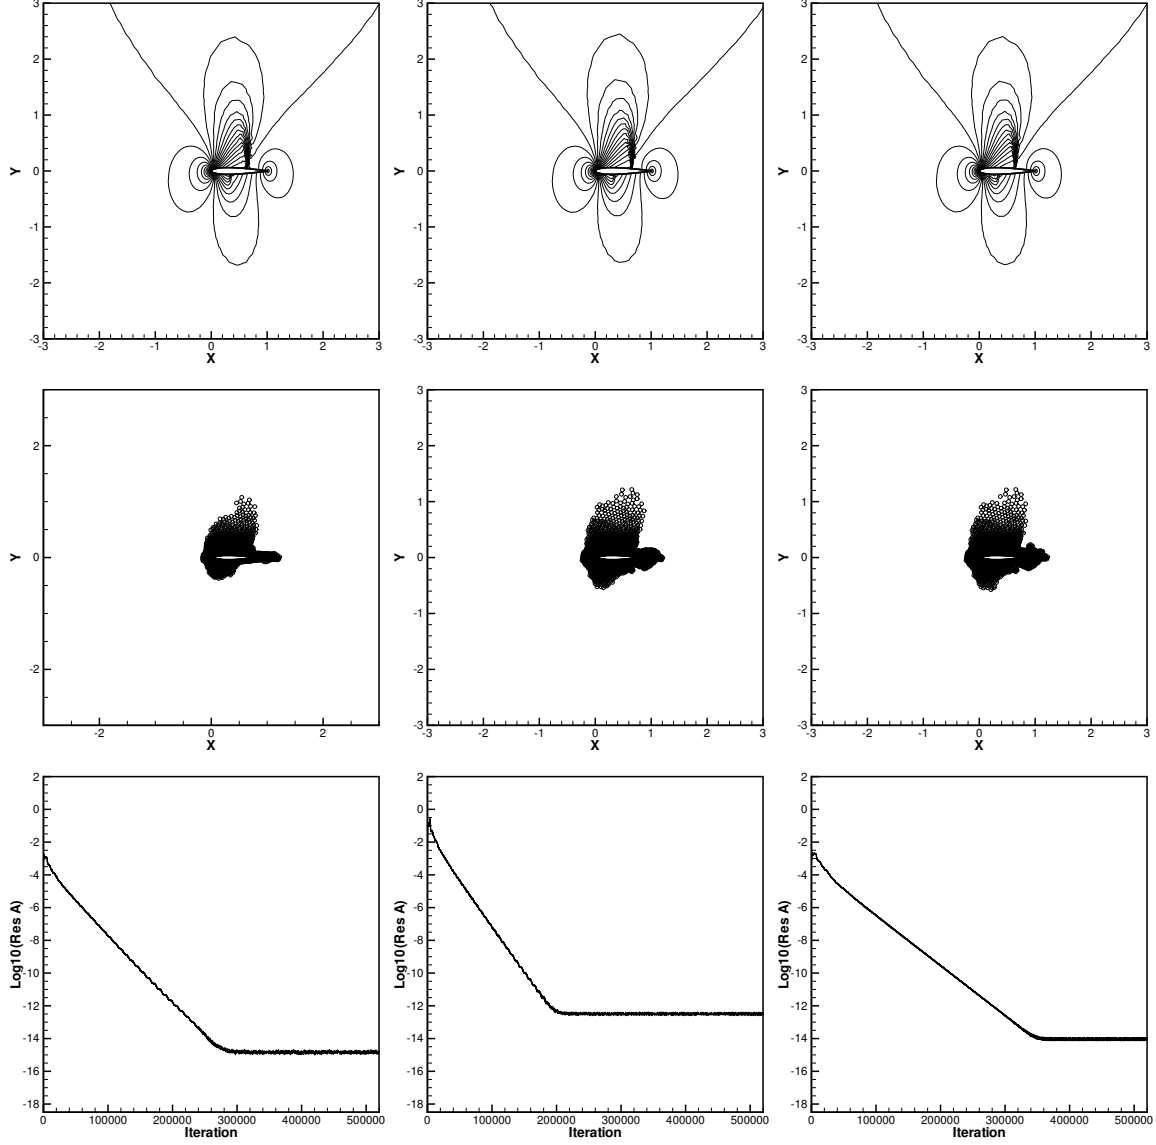 3 3 3
2 2 2
1 1 1
Y 0 Y 0 Y 0
-1 -1 -1
-2 -2 -2
-3 -3 -3
-3 -2 -1 0 1 2 3 -3 -2 -1 0 1 2 3 -3 -2 -1 0 1 2 3
X X X
3 3
2 2 2
1 1
Y 0 Y 0 Y 0
-1 -1
-2 -2 -2
-3 -3
-2 0 2 -3 -2 -1 0 1 2 3 -3 -2 -1 0 1 2 3
X X X
2 2 2
0 0 0
-2 -2 -2
-4 -4 -4
-6 -6 -6
-8 -8 -8
Log10(Res A) Log10(Res A) Log10(Res A)
-10 -10 -10
-12 -12 -12
-14 -14 -14
-16 -16 -16
-18 -18 -18
0 100000 200000 300000 400000 500000 0 100000 200000 300000 400000 500000 0 100000 200000 300000 400000 500000
Iteration Iteration Iteration